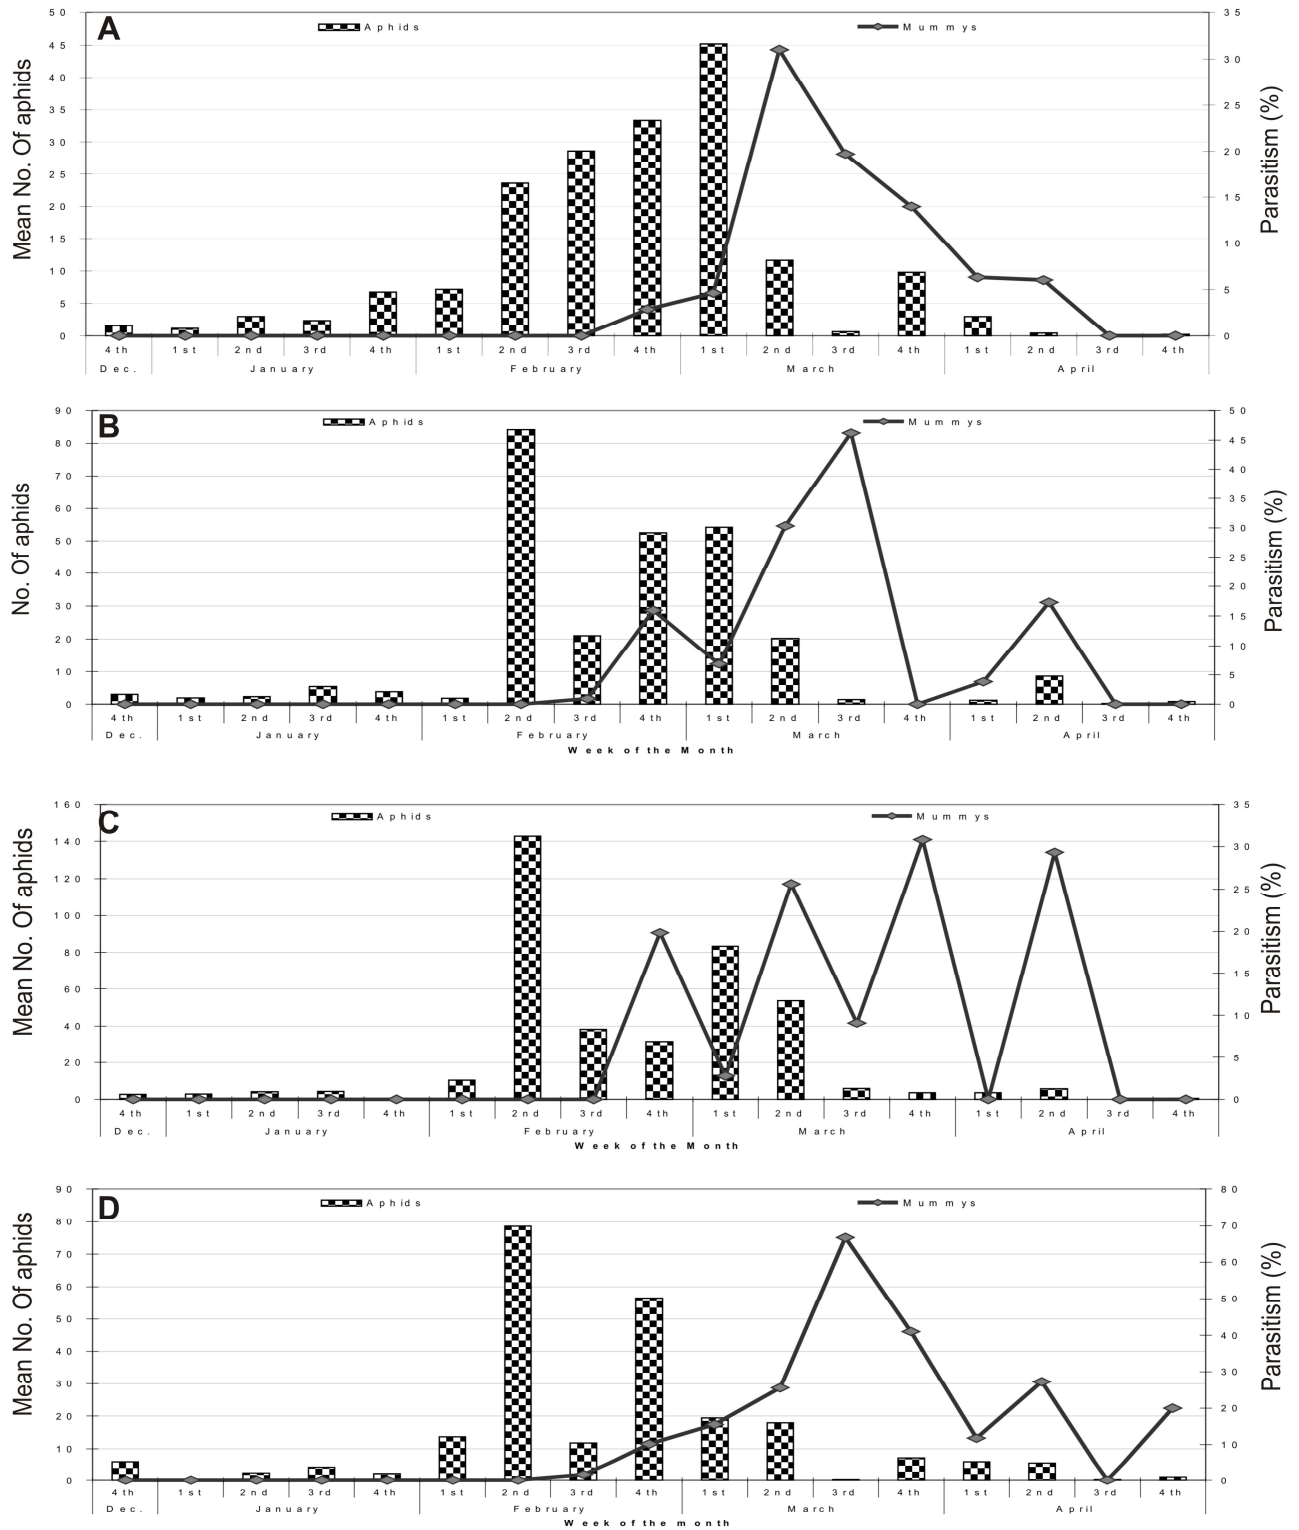 A
Aphids
Mummys
Mean No. Of aphids
Parasitism (%)
50
45
40
35
30
25
20
15
10
5
0
35
30
25
20
15
10
5
0
4th 1st 2nd 3rd 4th 1st 2nd 3rd 4th 1st 2nd 3rd 4th 1st 2nd 3rd 4th
Dec. January February March April
B
Aphids
Mummys
No. Of aphids
Parasitism (%)
90
80
70
60
50
40
30
20
10
0
50
45
40
35
30
25
20
15
10
5
0
4th 1st 2nd 3rd 4th 1st 2nd 3rd 4th 1st 2nd 3rd 4th 1st 2nd 3rd 4th
Dec. January February March April
Week of the Month
C
Aphids
Mummys
Mean No. Of aphids
Parasitism (%)
160
140
120
100
80
60
40
20
0
35
30
25
20
15
10
5
0
4th 1st 2nd 3rd 4th 1st 2nd 3rd 4th 1st 2nd 3rd 4th 1st 2nd 3rd 4th
Dec. January February March April
Week of the Month
D
Aphids
Mummys
Mean No. Of aphids
Parasitism (%)
90
80
70
60
50
40
30
20
10
0
80
70
60
50
40
30
20
10
0
4th 1st 2nd 3rd 4th 1st 2nd 3rd 4th 1st 2nd 3rd 4th 1st 2nd 3rd 4th
Dec. January February March April
Week of the month